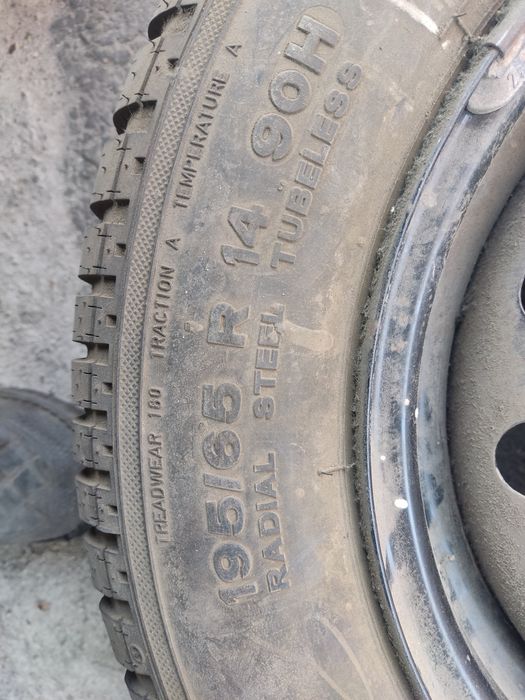 TREADWEAR 180 TRACTION A TEMPERATURE A
195/65 R 14 90H
RADIAL STEEL TUBELESS